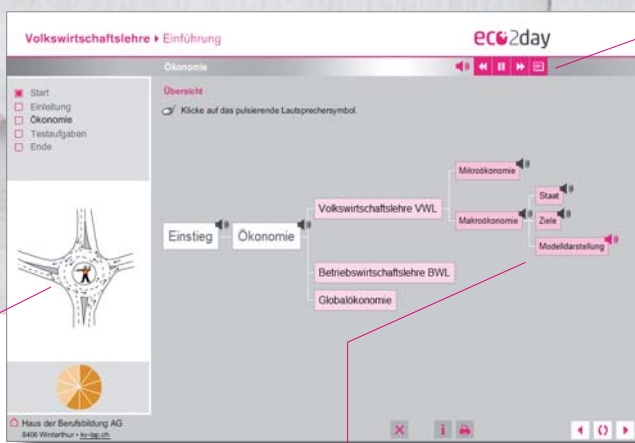 Volkswirtschaftslehre Einführung
eco2day
Ökonomie
Start
Einleitung
Ökonomie
Testaufgaben
Ende
Übersicht
Klicke auf das pulsierende Lautsprechersymbol.
Einstieg
Ökonomie
Volkswirtschaftslehre VWL
Betriebswirtschaftslehre BWL
Globalökonomie
Mikroökonomie
Makroökonomie
Staat
Ziele
Modelldarstellung
Haus der Berufsbildung AG
8406 Winterthur • kv-lap.ch